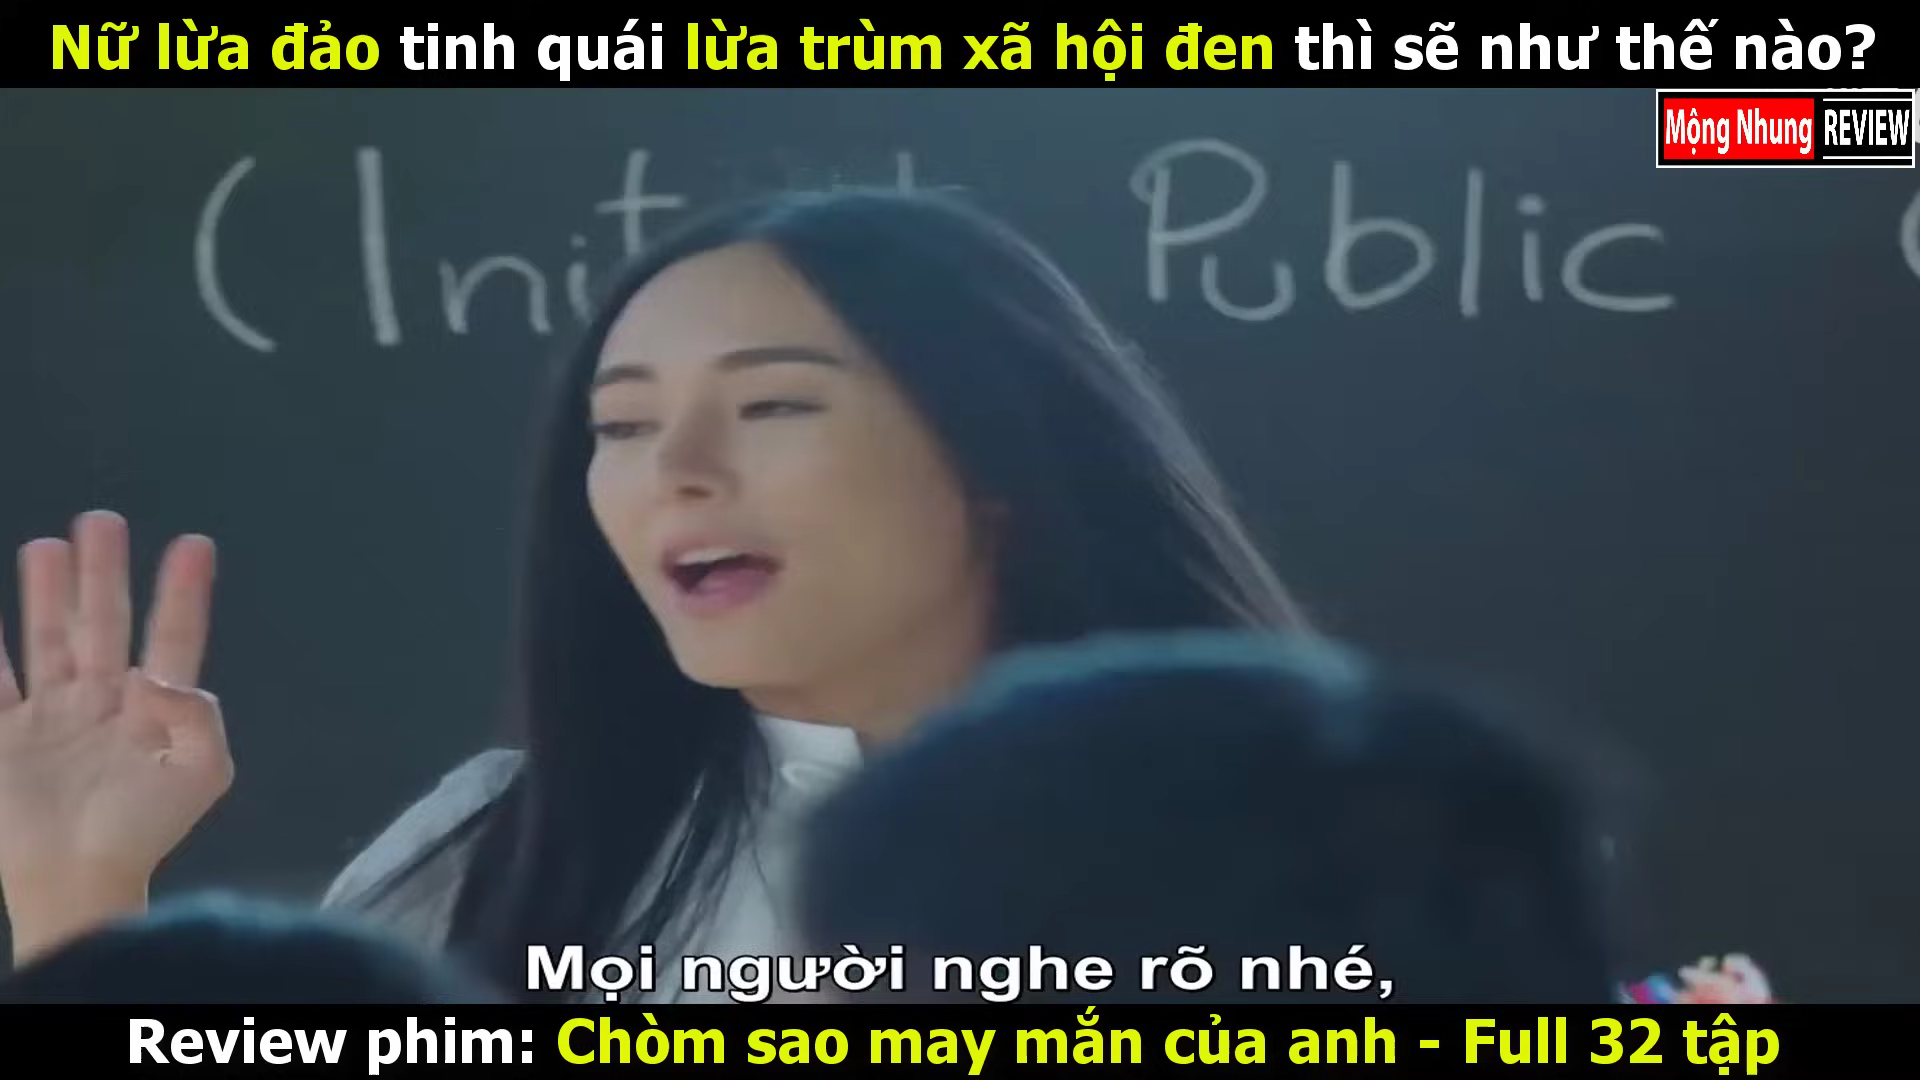 Nữ lừa đảo tinh quái lừa trùm xã hội đen thì sẽ như thế nào?
Mộng Nhung REVIEW
(Init Public
Mọi người nghe rõ nhé,
Review phim: Chòm sao may mắn của anh - Full 32 tập